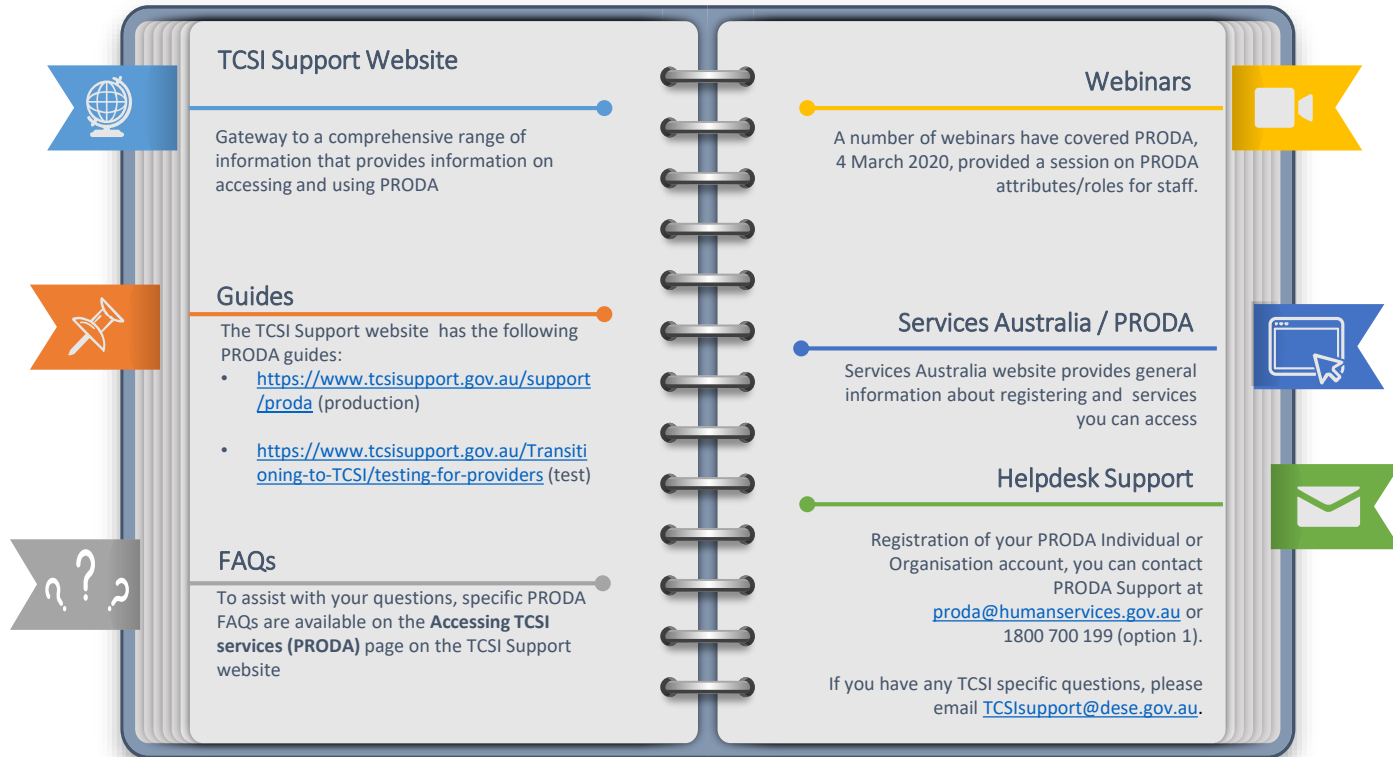 TCSI Support Website
Gateway to a comprehensive range of
information that provides information on
accessing and using PRODA
Guides
The TCSI Support website  has the following
PRODA guides:
• https://www.tcsisupport.gov.au/support
/proda (production)
• https://www.tcsisupport.gov.au/Transiti
oning-to-TCSI/testing-for-providers (test)
FAQs
To assist with your questions, specific PRODA
FAQs are available on the Accessing TCSI
services (PRODA) page on the TCSI Support
website
Webinars
A number of webinars have covered PRODA,
4 March 2020, provided a session on PRODA
attributes/roles for staff.
Services Australia / PRODA
Services Australia website provides general
information about registering and  services
you can access
Helpdesk Support
Registration of your PRODA Individual or
Organisation account, you can contact
PRODA Support at
proda@humanservices.gov.au or
1800 700 199 (option 1).
If you have any TCSI specific questions, please
email TCSIsupport@dese.gov.au.